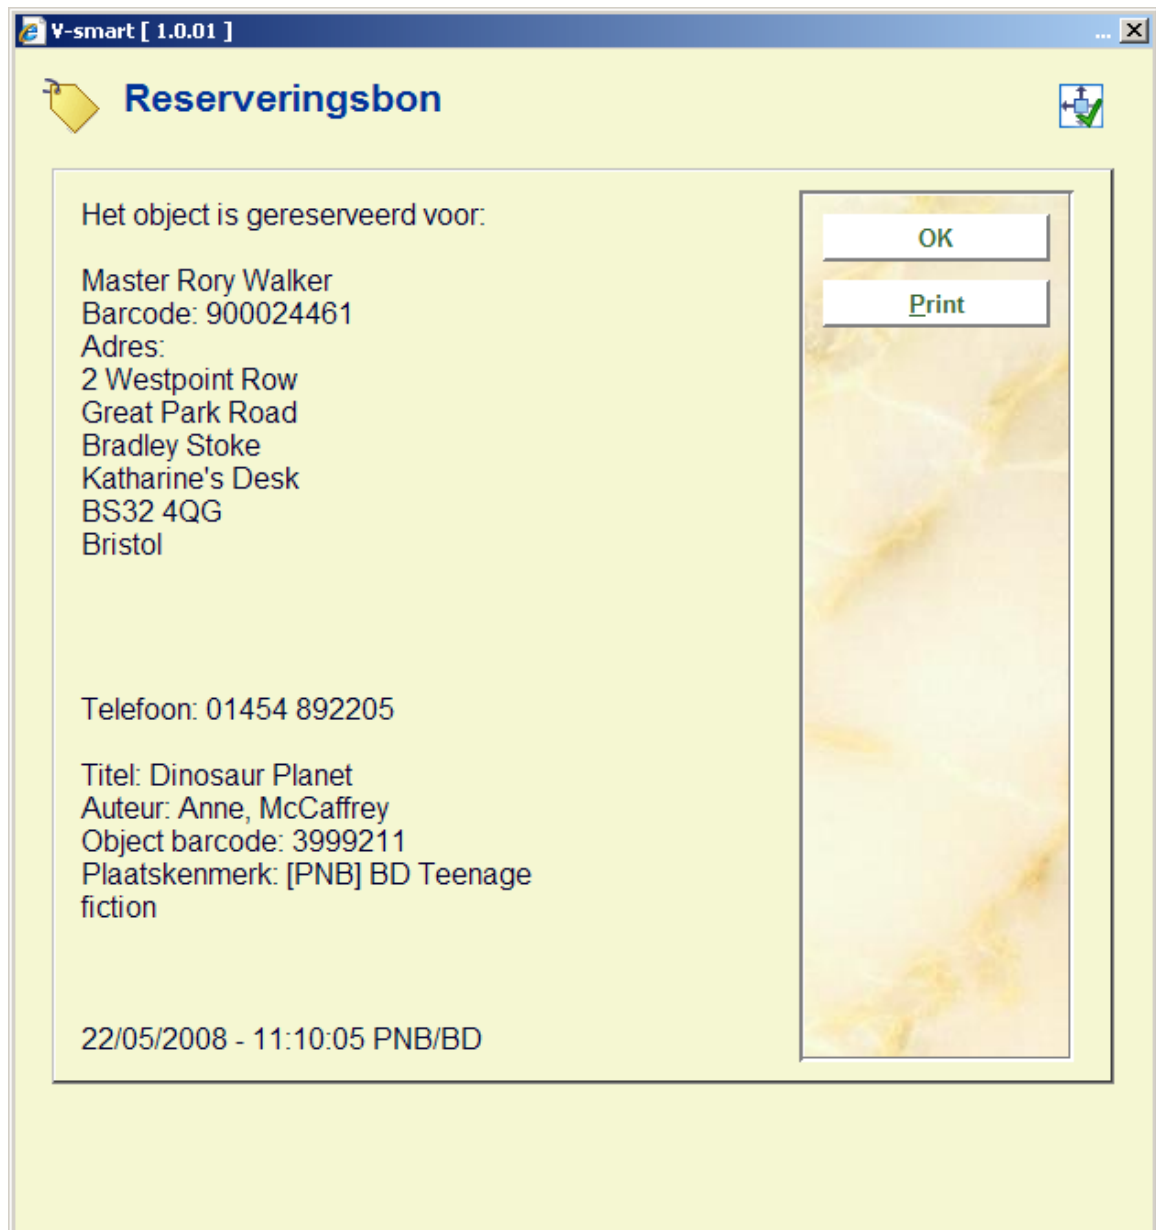 V-smart [ 1.0.01 ]
...
Reserveringsbon
Het object is gereserveerd voor:
Master Rory Walker
Barcode: 900024461
Adres:
2 Westpoint Row
Great Park Road
Bradley Stoke
Katharine's Desk
BS32 4QG
Bristol
Telefoon: 01454 892205
Titel: Dinosaur Planet
Auteur: Anne, McCaffrey
Object barcode: 3999211
Plaatskenmerk: [PNB] BD Teenage
fiction
22/05/2008 - 11:10:05 PNB/BD
OK
Print